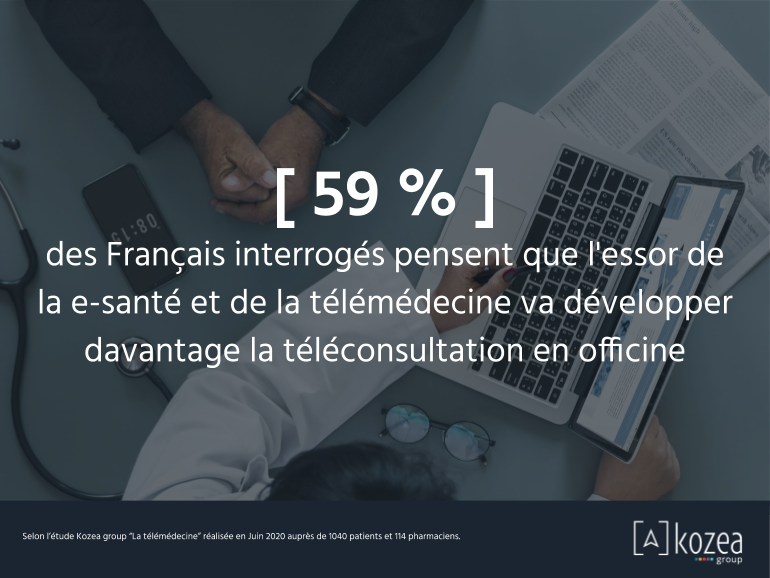 [ 59 % ]
des Français interrogés pensent que l'essor de
la e-santé et de la télémédecine va développer
davantage la téléconsultation en officine
08:15
Selon l'étude Kozea group “La télémédecine” réalisée en Juin 2020 auprès de 1040 patients et 114 pharmaciens.
[A] kozea
group